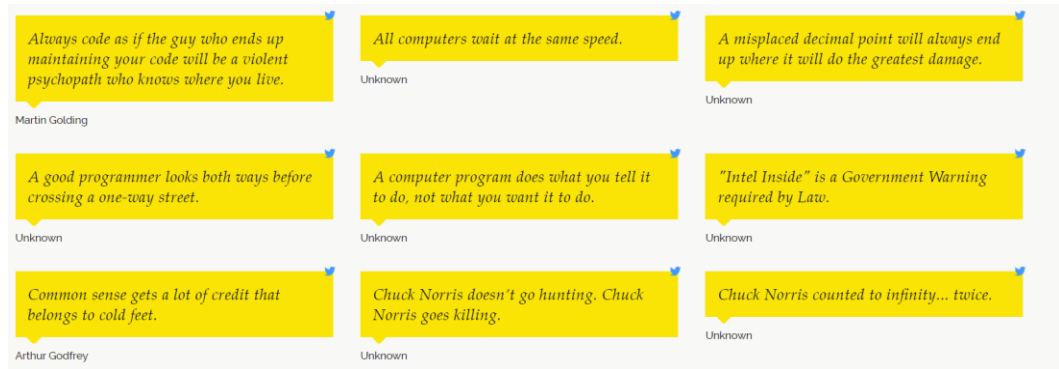 Always code as if the guy who ends up
maintaining your code will be a violent
psychopath who knows where you live.
Martin Golding
All computers wait at the same speed.
Unknown
A misplaced decimal point will always end
up where it will do the greatest damage.
Unknown
A good programmer looks both ways before
crossing a one-way street.
Unknown
A computer program does what you tell it
to do, not what you want it to do.
Unknown
"Intel Inside" is a Government Warning
required by Law.
Unknown
Common sense gets a lot of credit that
belongs to cold feet.
Arthur Godfrey
Chuck Norris doesn't go hunting. Chuck
Norris goes killing.
Unknown
Chuck Norris counted to infinity... twice.
Unknown